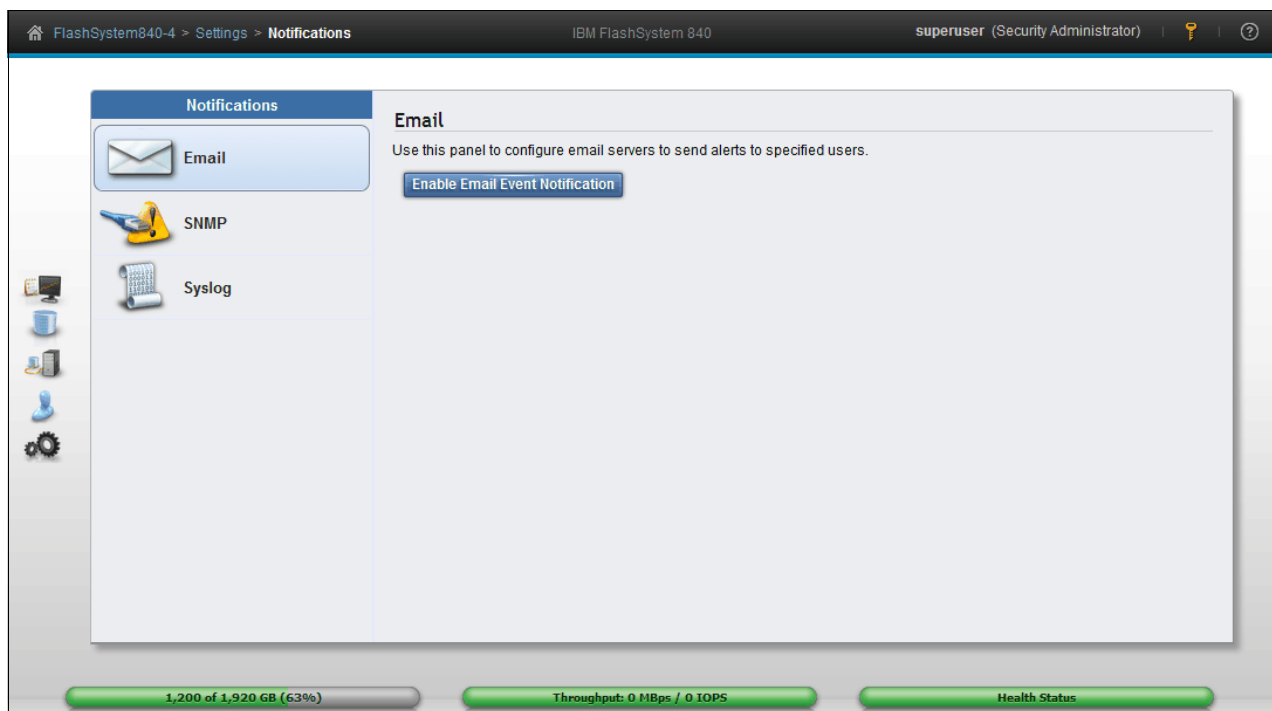 FlashSystem840-4 > Settings > Notifications
IBM FlashSystem 840
superuser (Security Administrator)
Notifications
Email
SNMP
Syslog
Email
Use this panel to configure email servers to send alerts to specified users.
Enable Email Event Notification
1,200 of 1,920 GB (63%)
Throughput: 0 MBps / 0 IOPS
Health Status